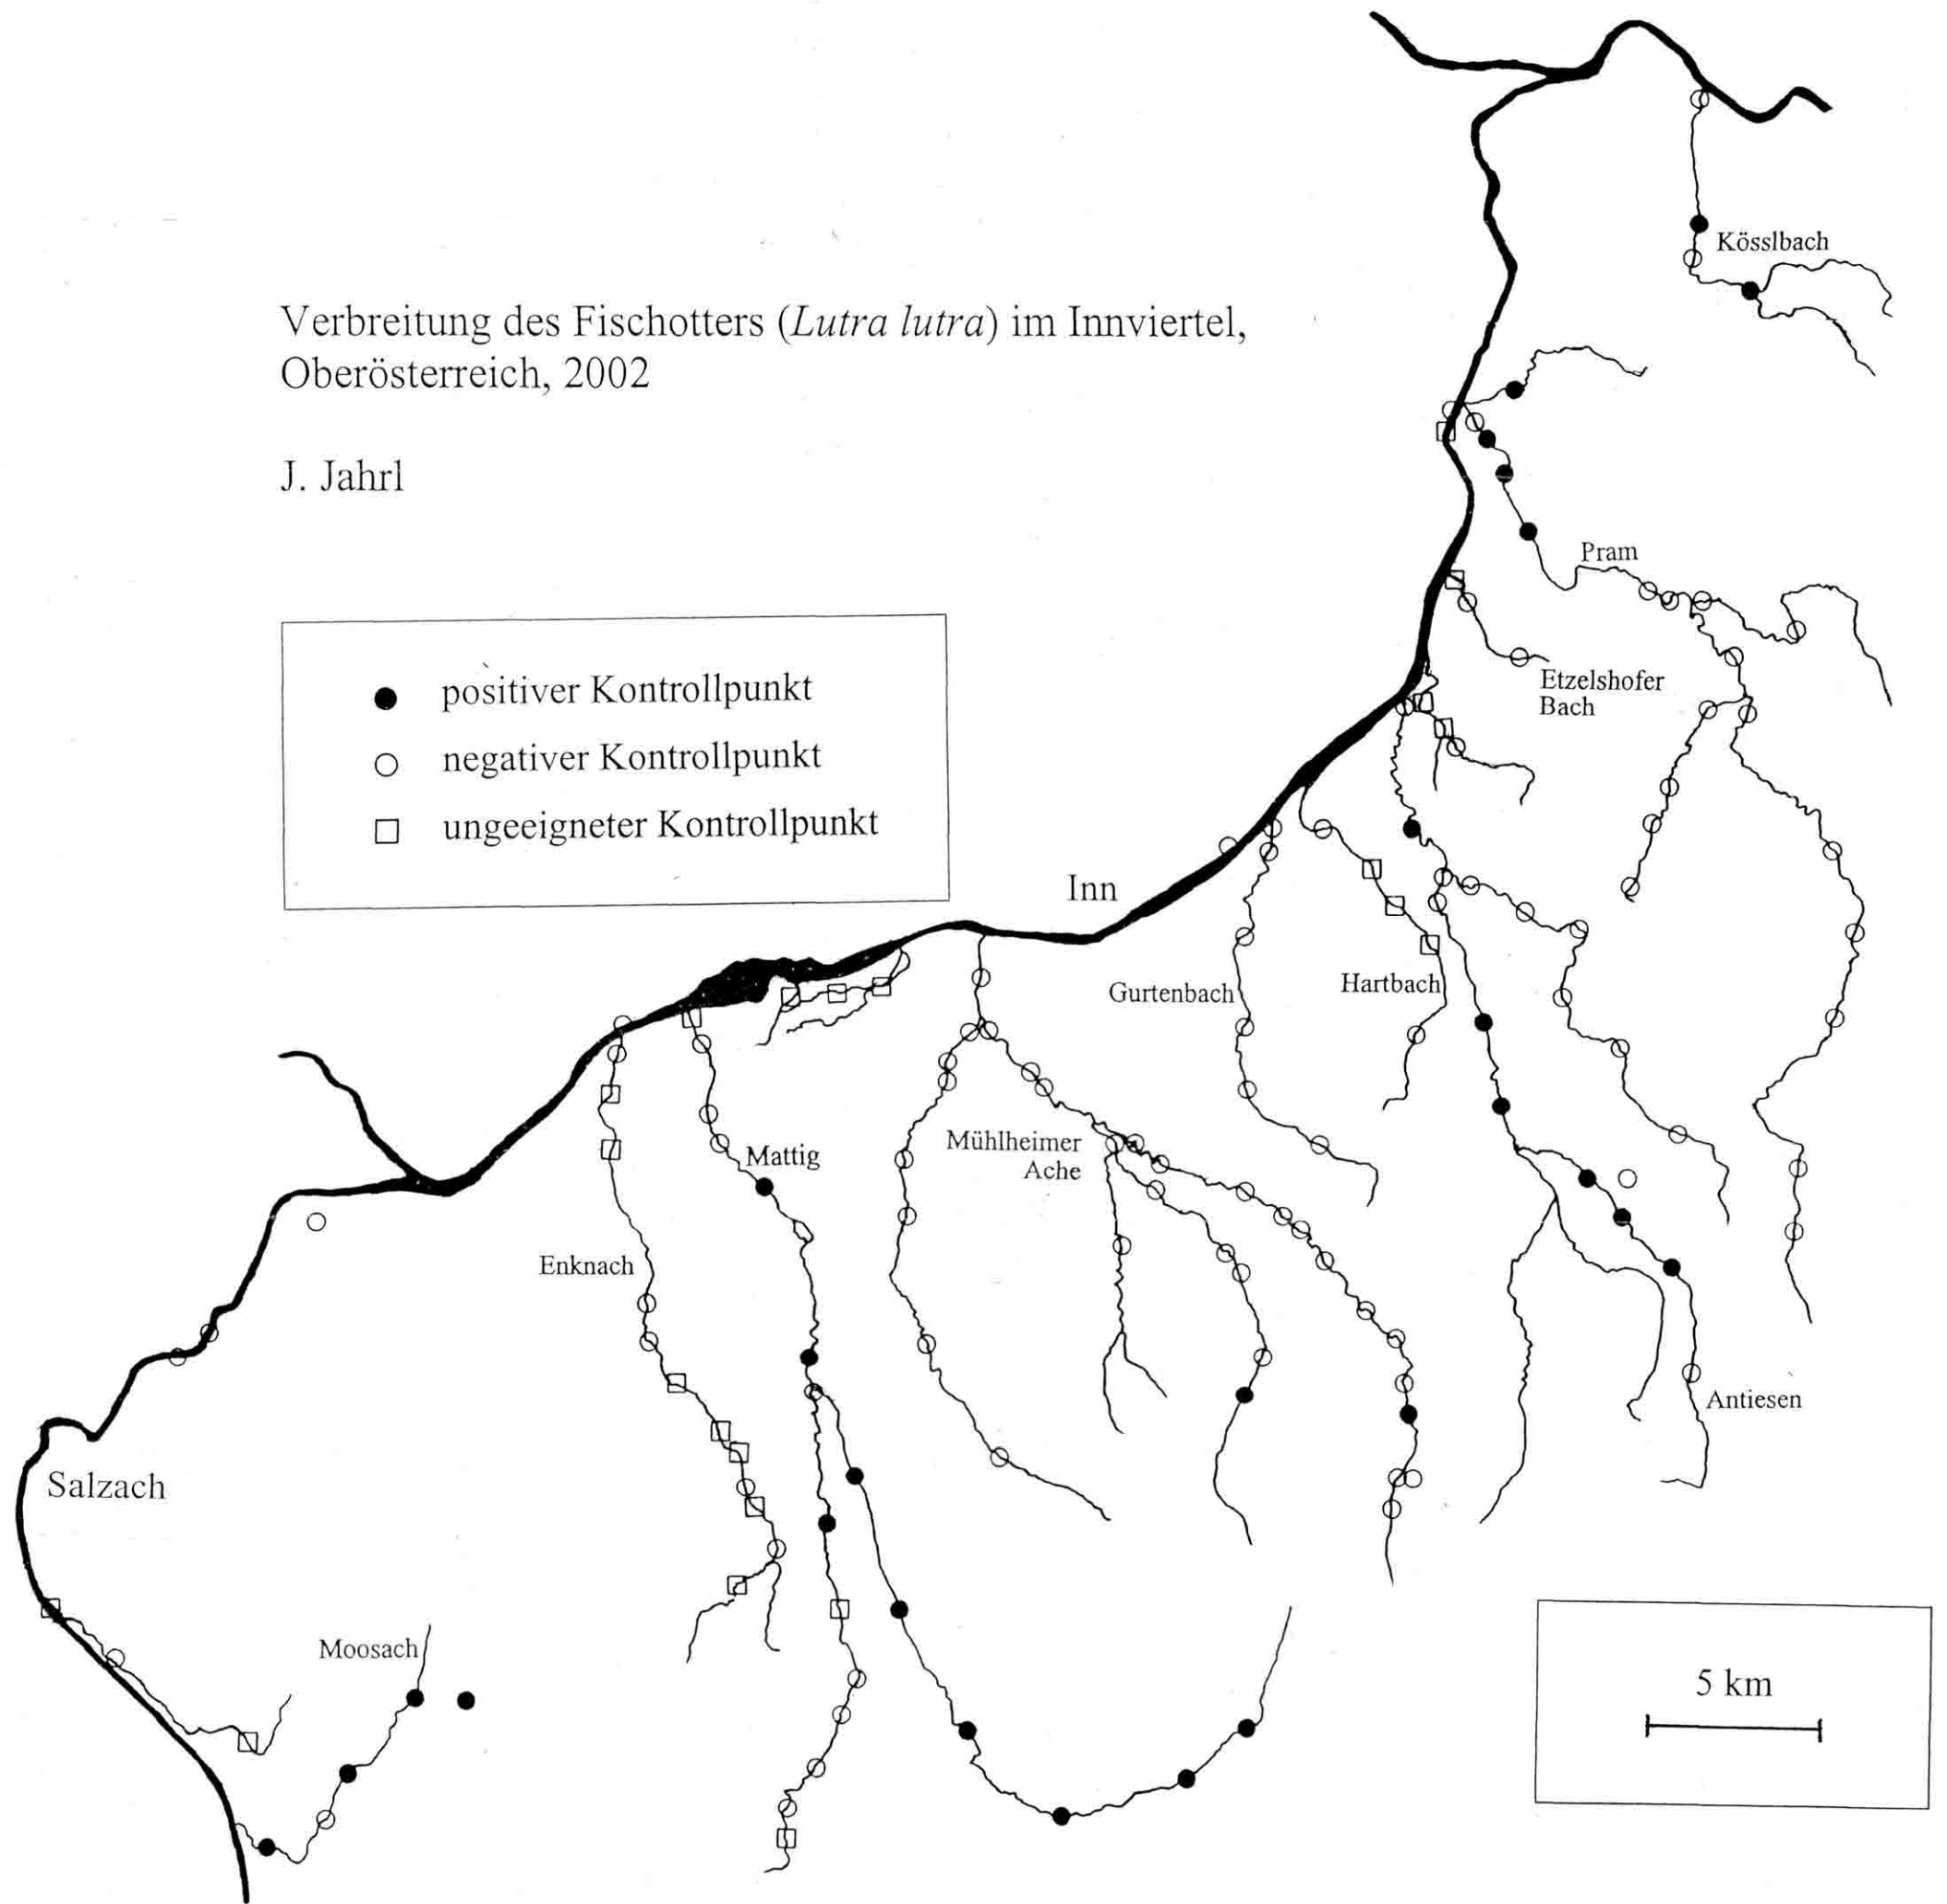 Verbreitung des Fischotters (Lutra lutra) im Innviertel,
Oberösterreich, 2002
J. Jahrl
positiver Kontrollpunkt
negativer Kontrollpunkt
ungeeigneter Kontrollpunkt
Kösslbach
Pram
Etzelshofer
Bach
Inn
Gurtenbach
Hartbach
Mühlheimer
Ache
Mattig
Enknach
Antiesen
Salzach
Moosach
5 km